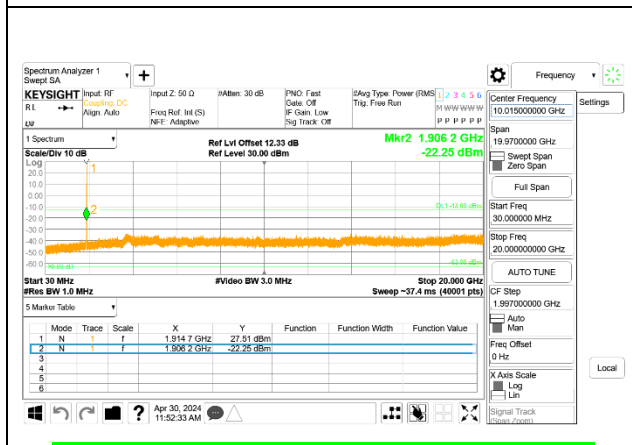 Spectrum Analyzer 1
Swept SA
+
Frequency
KEYSIGHT
Input: RF
Coupling: DC
Align: Auto
Input Z: 50 Ω
Freq Ref: Int (S)
NFE: Adaptive
#Atten: 30 dB
PNO: Fast
Gate: Off
IF Gain: Low
Sig Track: Off
#Avg Type: Power (RMS
Trig: Free Run
1 2 3 4 5 6
M W W W W W
P P P P P P
RL
Center Frequency
10.015000000 GHz
Settings
Span
19.9700000 GHz
Swept Span
Zero Span
Full Span
Start Freq
30.000000 MHz
Stop Freq
20.000000000 GHz
AUTO TUNE
CF Step
1.997000000 GHz
Auto
Man
Freq Offset
0 Hz
X Axis Scale
Log
Lin
Local
Signal Track
(Span Zoom)
1 Spectrum
Scale/Div 10 dB
Ref Lvl Offset 12.33 dB
Ref Level 30.00 dBm
Mkr2 1.906 2 GHz
-22.25 dBm
Log
20.0
10.0
0.00
-10.0
-20.0
-30.0
-40.0
-50.0
-60.0
1
2
DL1 -13.00 dBm
Start 30 MHz
#Res BW 1.0 MHz
#Video BW 3.0 MHz
Stop 20.000 GHz
Sweep ~37.4 ms (40001 pts)
5 Marker Table
Mode Trace Scale X Y Function Function Width Function Value
1 N 1 f 1.914 7 GHz 27.51 dBm
2 N 1 f 1.906 2 GHz -22.25 dBm
3
4
5
6
?
Apr 30, 2024
11:52:33 AM